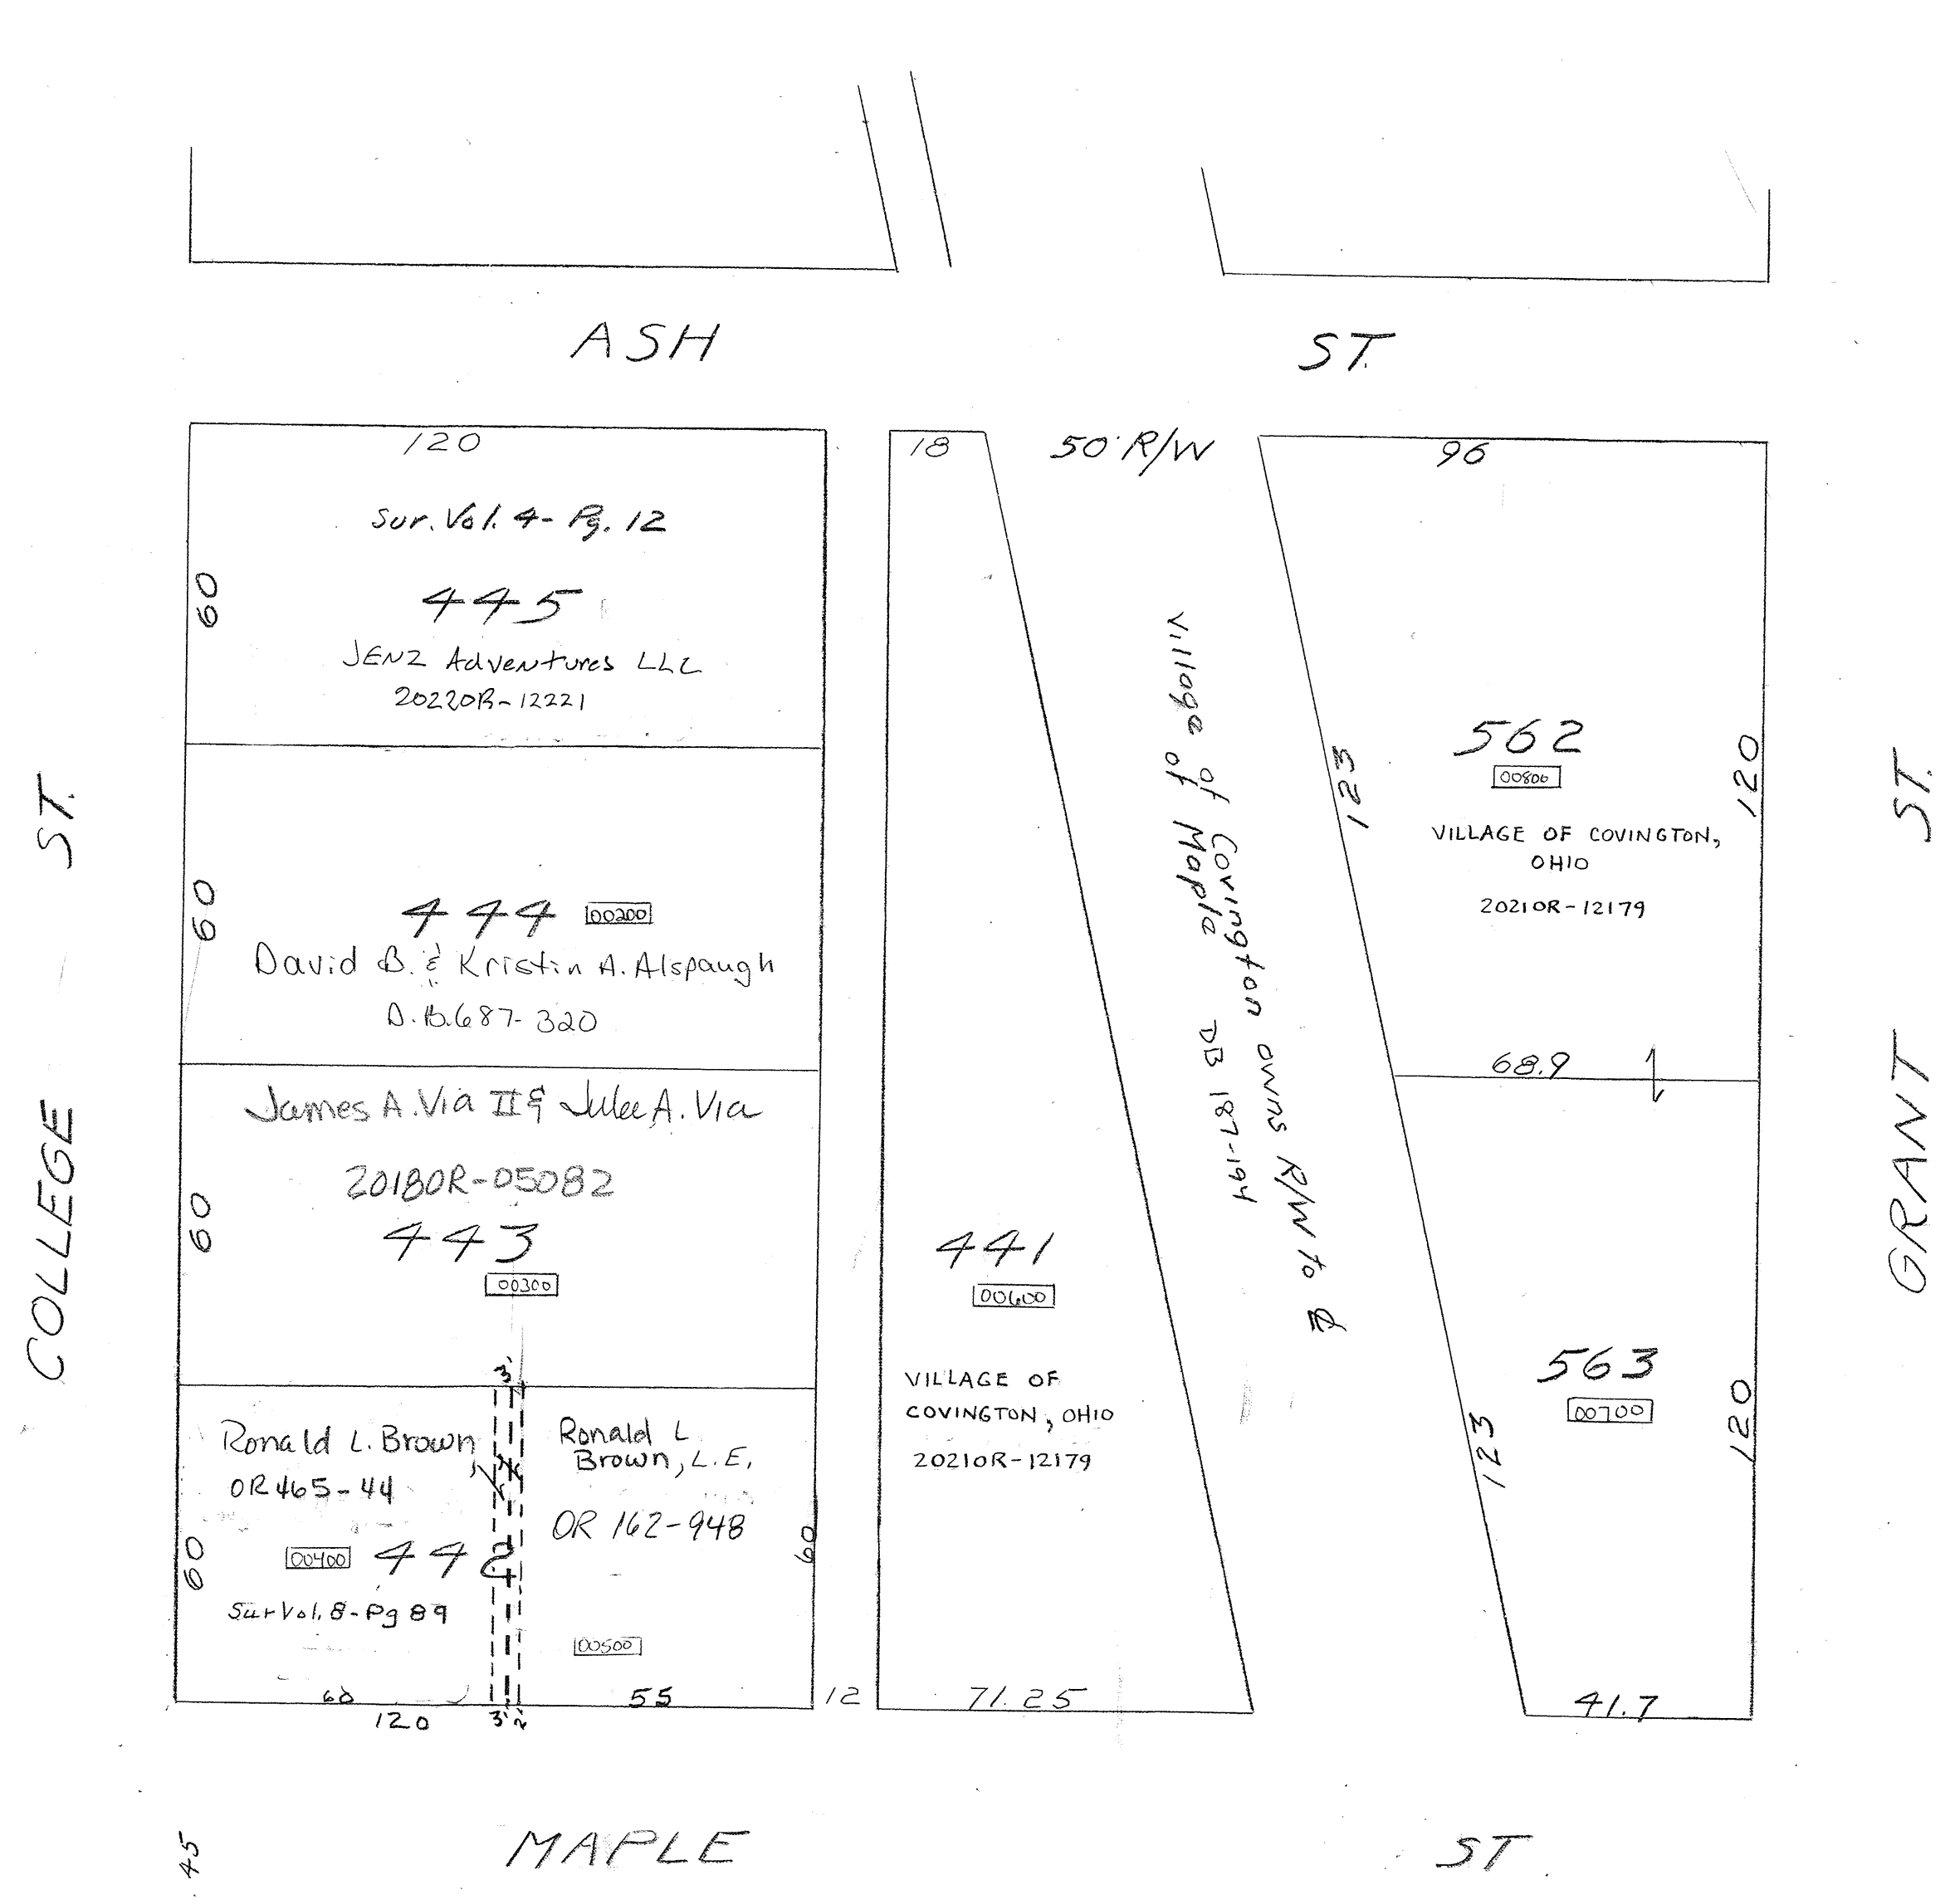 ASH ST.
120
Sur. Vol. 4 - Pg. 12
60
445
JENZ Adventures LLC
2022OR-12221
60
444 00200
David B. & Kristin A. Alspaugh
D.B. 687-320
James A. Via II & Julee A. Via
2018OR-05082
60
443
00300
3'
Ronald L. Brown
OR 465-44
00400 442
Sur Vol. 8 - Pg 89
60
60
120
3' 2'
Ronald L
Brown, L.E.
OR 162-948
60
00500
55
12
18
441
00600
VILLAGE OF
COVINGTON, OHIO
2021OR-12179
71.25
50' R/W
Village of Covington owns R/W to
of Maple DB 187-194
96
123
562
00800
120
VILLAGE OF COVINGTON,
OHIO
2021OR-12179
68.9
563
00700
123
120
41.7
COLLEGE ST.
GRANT ST.
45
MAPLE ST